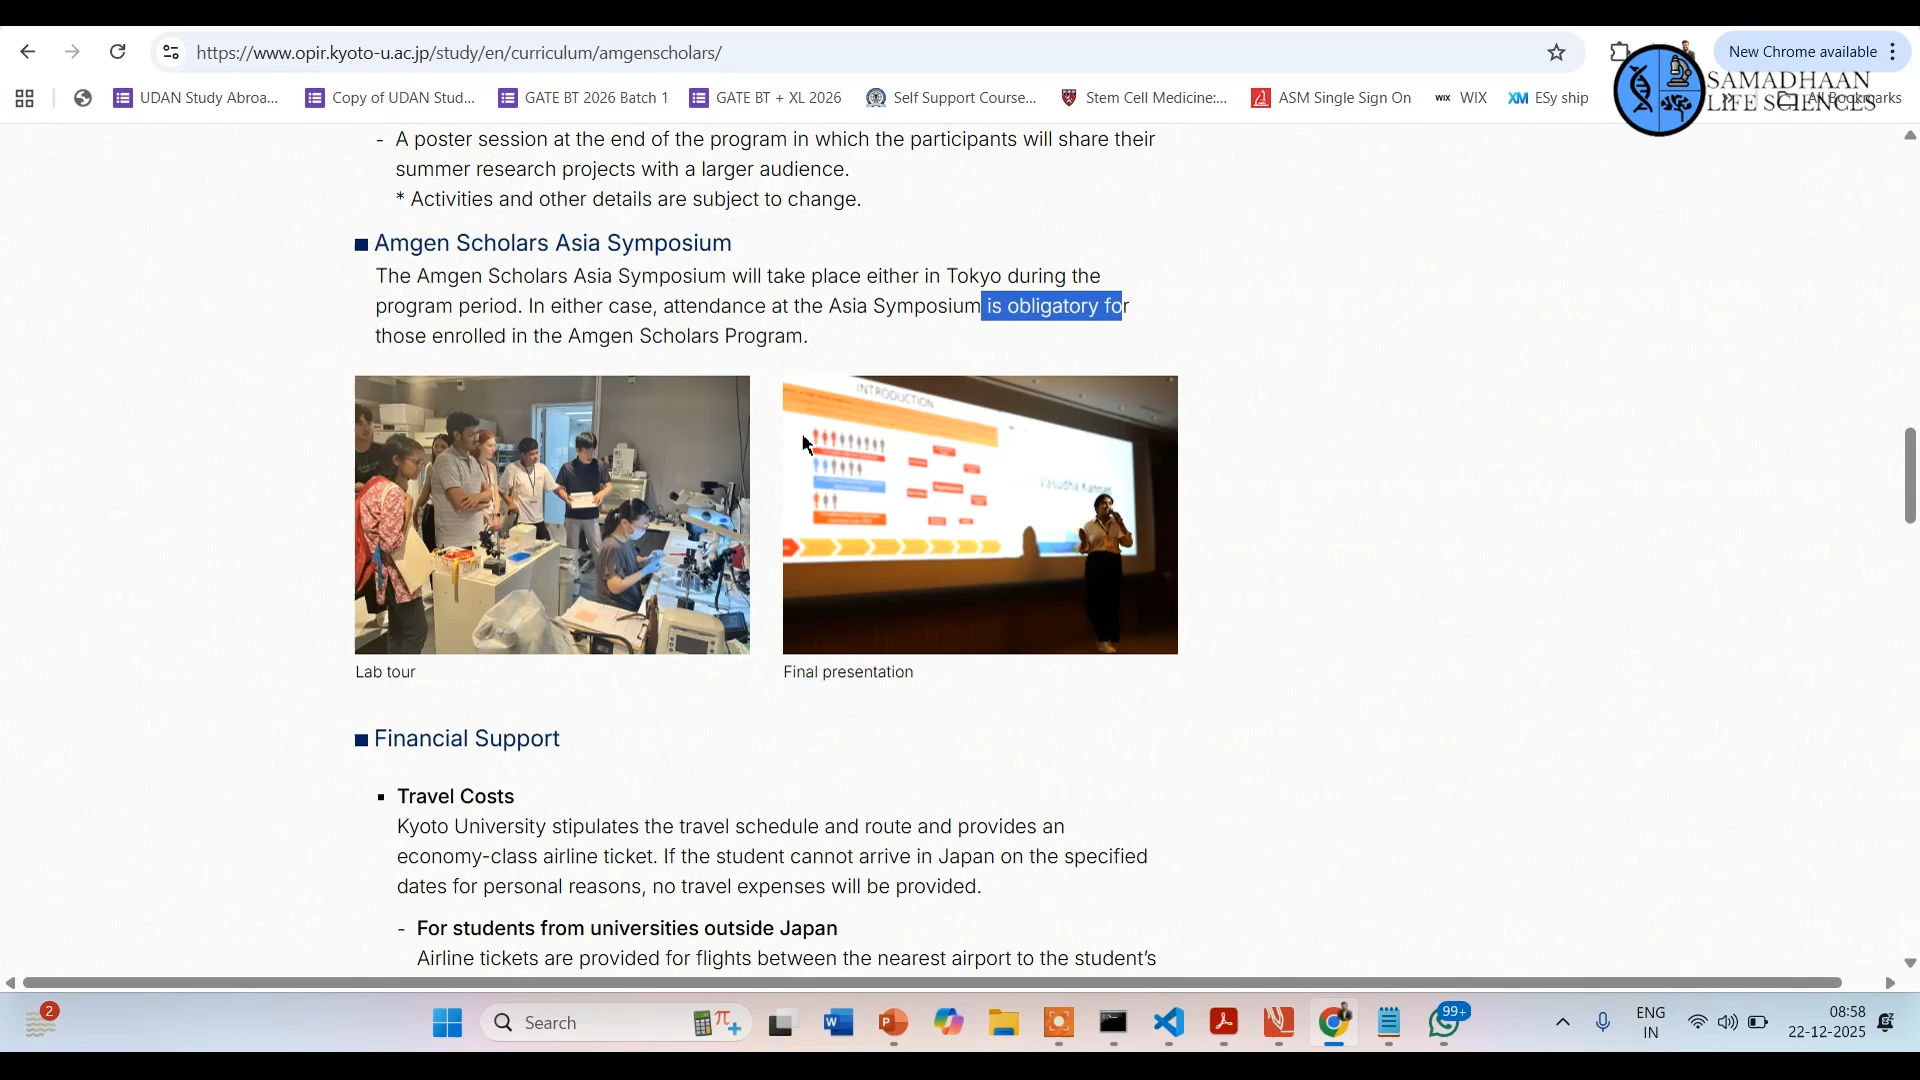 https://www.opir.kyoto-u.ac.jp/study/en/curriculum/amgenscholars/
New Chrome available
UDAN Study Abroa...
Copy of UDAN Stud...
GATE BT 2026 Batch 1
GATE BT + XL 2026
Self Support Course...
Stem Cell Medicine:...
ASM Single Sign On
WIX
WIX
XM
ESy ship
All Bookmarks
SAMADHAAN
LIFE SCIENCES
- A poster session at the end of the program in which the participants will share their
summer research projects with a larger audience.
* Activities and other details are subject to change.
Amgen Scholars Asia Symposium
The Amgen Scholars Asia Symposium will take place either in Tokyo during the
program period. In either case, attendance at the Asia Symposium is obligatory for
those enrolled in the Amgen Scholars Program.
INTRODUCTION
Vasudha Kannan
Lab tour
Final presentation
Financial Support
Travel Costs
Kyoto University stipulates the travel schedule and route and provides an
economy-class airline ticket. If the student cannot arrive in Japan on the specified
dates for personal reasons, no travel expenses will be provided.
- For students from universities outside Japan
Airline tickets are provided for flights between the nearest airport to the student’s
2
Search
99+
ENG
IN
08:58
22-12-2025